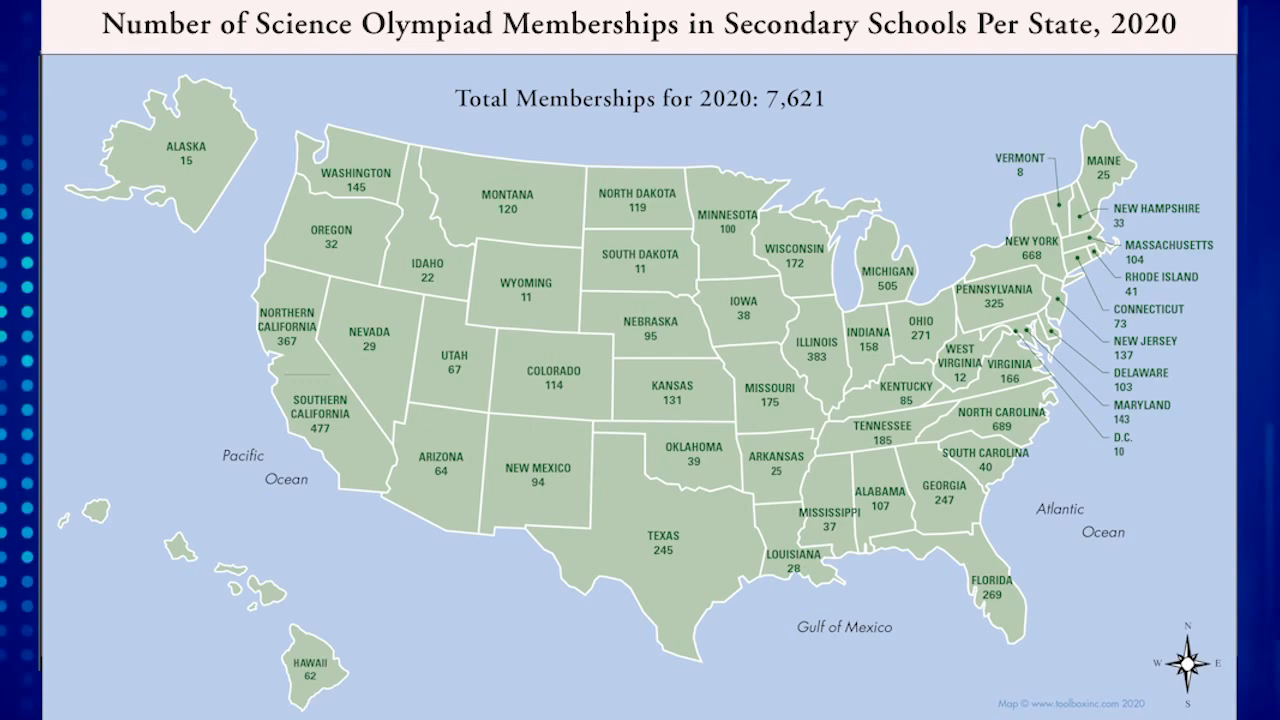 Number of Science Olympiad Memberships in Secondary Schools Per State, 2020
Total Memberships for 2020: 7,621
ALASKA
15
WASHINGTON
145
OREGON
32
IDAHO
22
MONTANA
120
NORTH DAKOTA
119
MINNESOTA
100
SOUTH DAKOTA
11
WYOMING
11
WISCONSIN
172
MICHIGAN
505
NEW YORK
668
VERMONT
8
MAINE
25
NEW HAMPSHIRE
33
MASSACHUSETTS
104
RHODE ISLAND
41
CONNECTICUT
73
NEW JERSEY
137
DELAWARE
103
MARYLAND
143
D.C.
10
PENNSYLVANIA
325
NORTHERN
CALIFORNIA
367
NEVADA
29
UTAH
67
COLORADO
114
NEBRASKA
95
IOWA
38
ILLINOIS
383
INDIANA
158
OHIO
271
WEST
VIRGINIA
12
VIRGINIA
166
SOUTHERN
CALIFORNIA
477
KANSAS
131
MISSOURI
175
KENTUCKY
85
TENNESSEE
185
NORTH CAROLINA
689
SOUTH CAROLINA
40
ARIZONA
64
NEW MEXICO
94
OKLAHOMA
39
ARKANSAS
25
MISSISSIPPI
37
ALABAMA
107
GEORGIA
247
TEXAS
245
LOUISIANA
28
FLORIDA
269
HAWAII
62
Pacific
Ocean
Atlantic
Ocean
Gulf of Mexico
N
W
E
S
Map © www.toolboxinc.com 2020